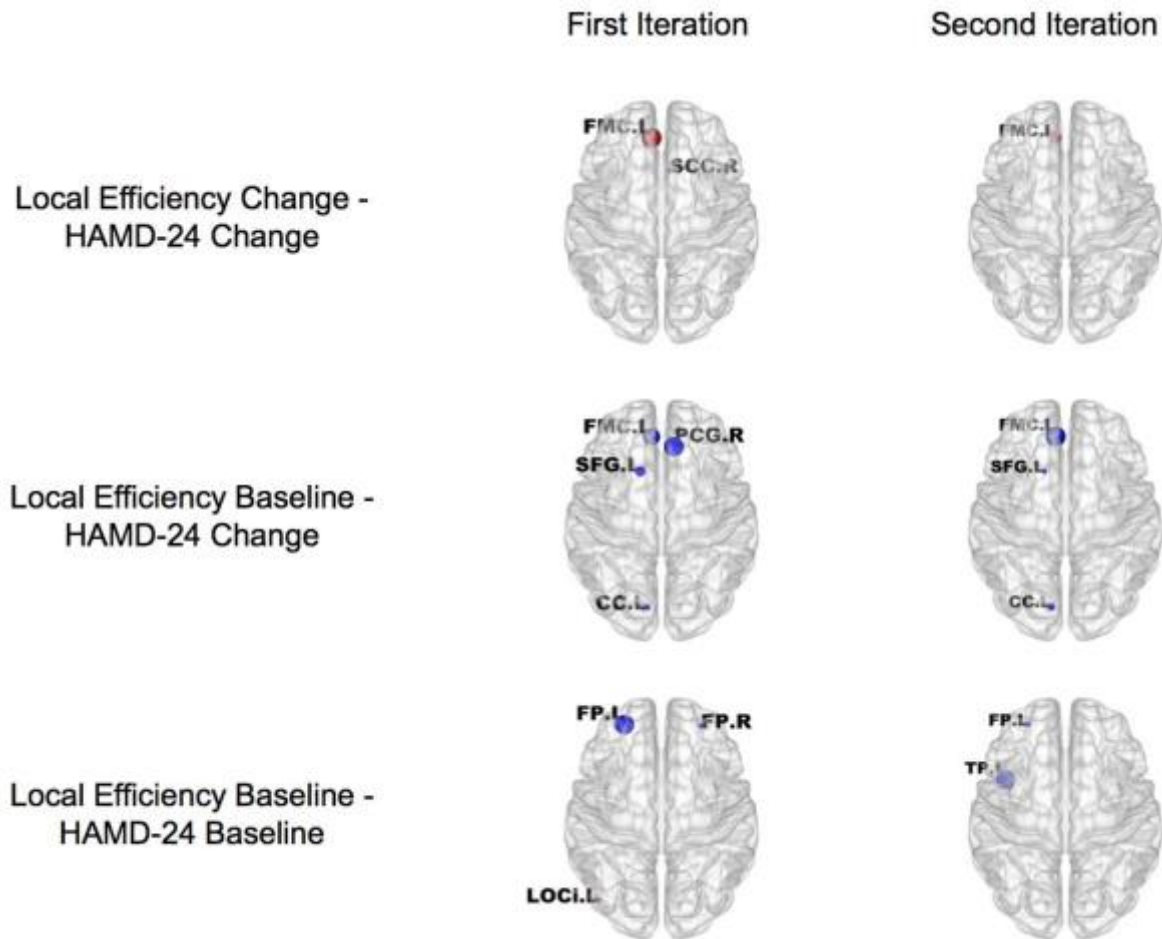 First Iteration
Second Iteration
FMC.L
SCC.R
FMC.L
Local Efficiency Change -
HAMD-24 Change
FMC.L
PCG.R
SFG.L
FMC.L
SFG.L
Local Efficiency Baseline -
HAMD-24 Change
CC.L
CC.L
FP.L
FP.R
FP.L
TP.L
Local Efficiency Baseline -
HAMD-24 Baseline
LOCi.L